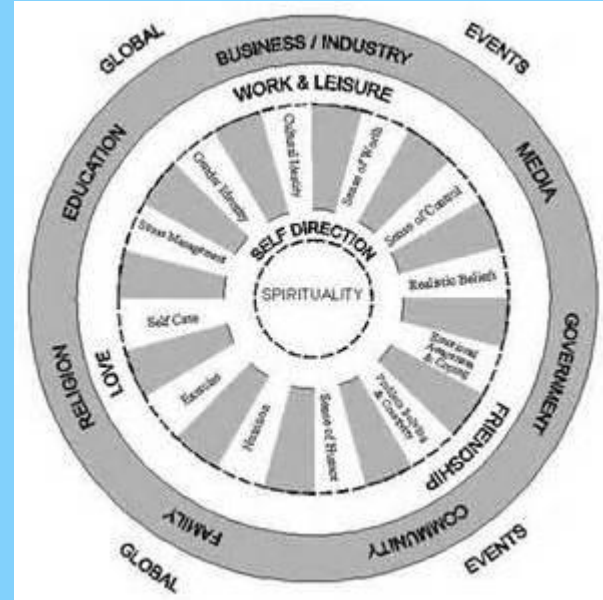 GLOBAL
EVENTS
BUSINESS / INDUSTRY
MEDIA
GOVERNMENT
COMMUNITY
FAMILY
RELIGION
EDUCATION
WORK & LEISURE
FRIENDSHIP
LOVE
Sense of Worth
Sense of Control
Realistic Beliefs
Emotional
Awareness
& Coping
Problem Solving
& Creativity
Sense of Humor
Nutrition
Exercise
Self Care
Stress Management
Gender Identity
Cultural Identity
SELF DIRECTION
SPIRITUALITY
GLOBAL
EVENTS